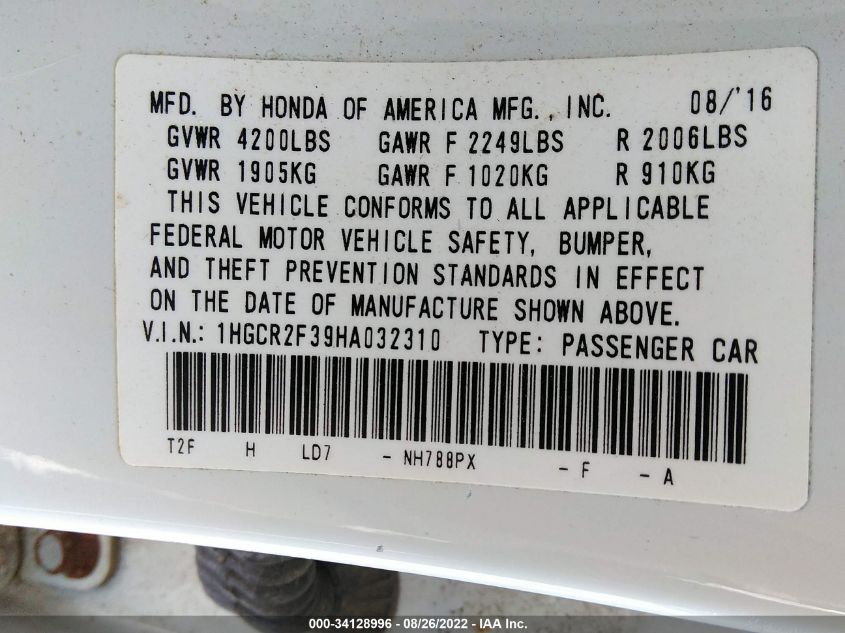 MFD. BY HONDA OF AMERICA MFG., INC. 08/'16
GVWR 4200LBS GAWR F 2249LBS R 2006LBS
GVWR 1905KG GAWR F 1020KG R 910KG
THIS VEHICLE CONFORMS TO ALL APPLICABLE
FEDERAL MOTOR VEHICLE SAFETY, BUMPER,
AND THEFT PREVENTION STANDARDS IN EFFECT
ON THE DATE OF MANUFACTURE SHOWN ABOVE.
V.I.N.: 1HGCR2F39HA032310 TYPE: PASSENGER CAR
T2F H LD7 - NH788PX - F - A
000-34128996 - 08/26/2022 - IAA Inc.